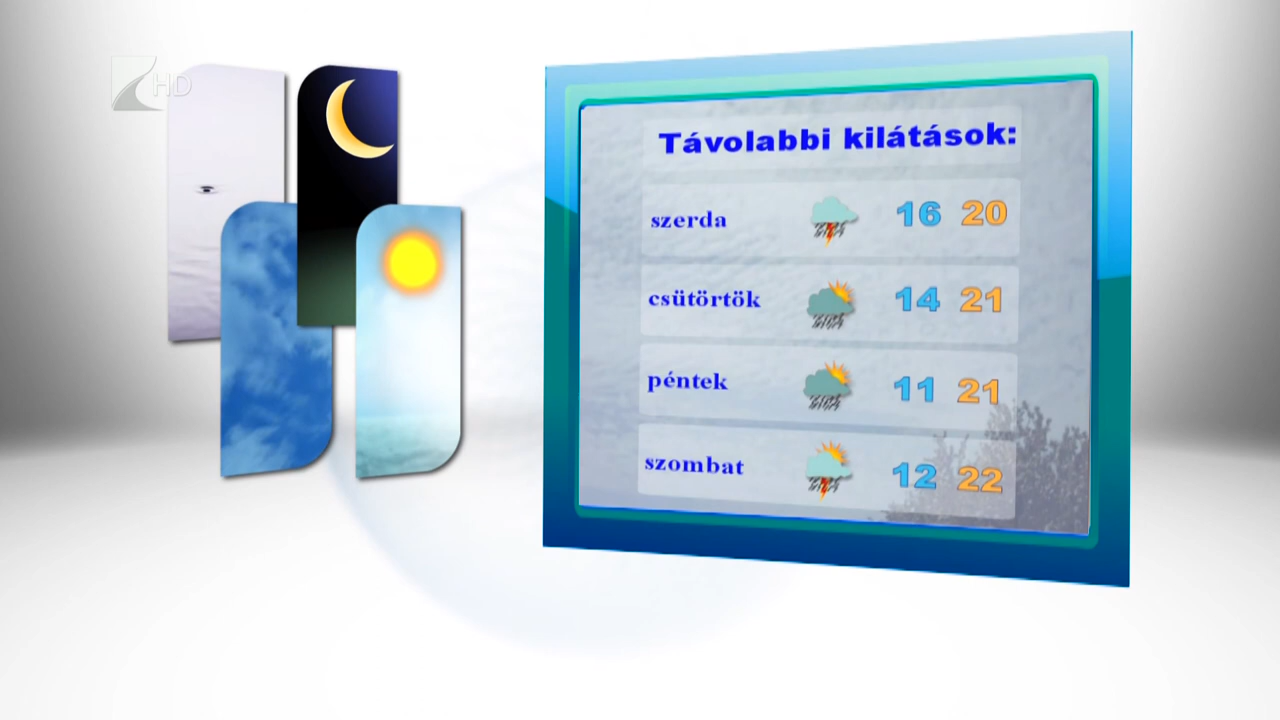 HD
Távolabbi kilátások:
szerda 16 20
csütörtök 14 21
péntek 11 21
szombat 12 22